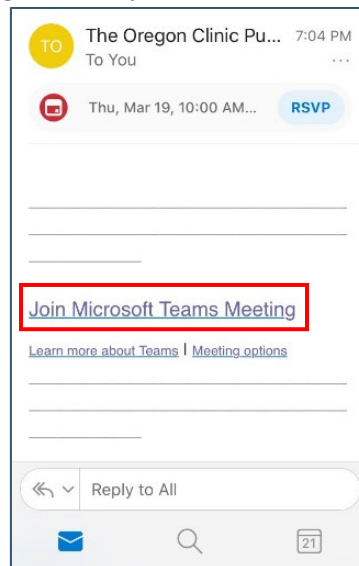 TO
The Oregon Clinic Pu... 7:04 PM
To You
...
Thu, Mar 19, 10:00 AM... RSVP
Join Microsoft Teams Meeting
Learn more about Teams | Meeting options
Reply to All
21